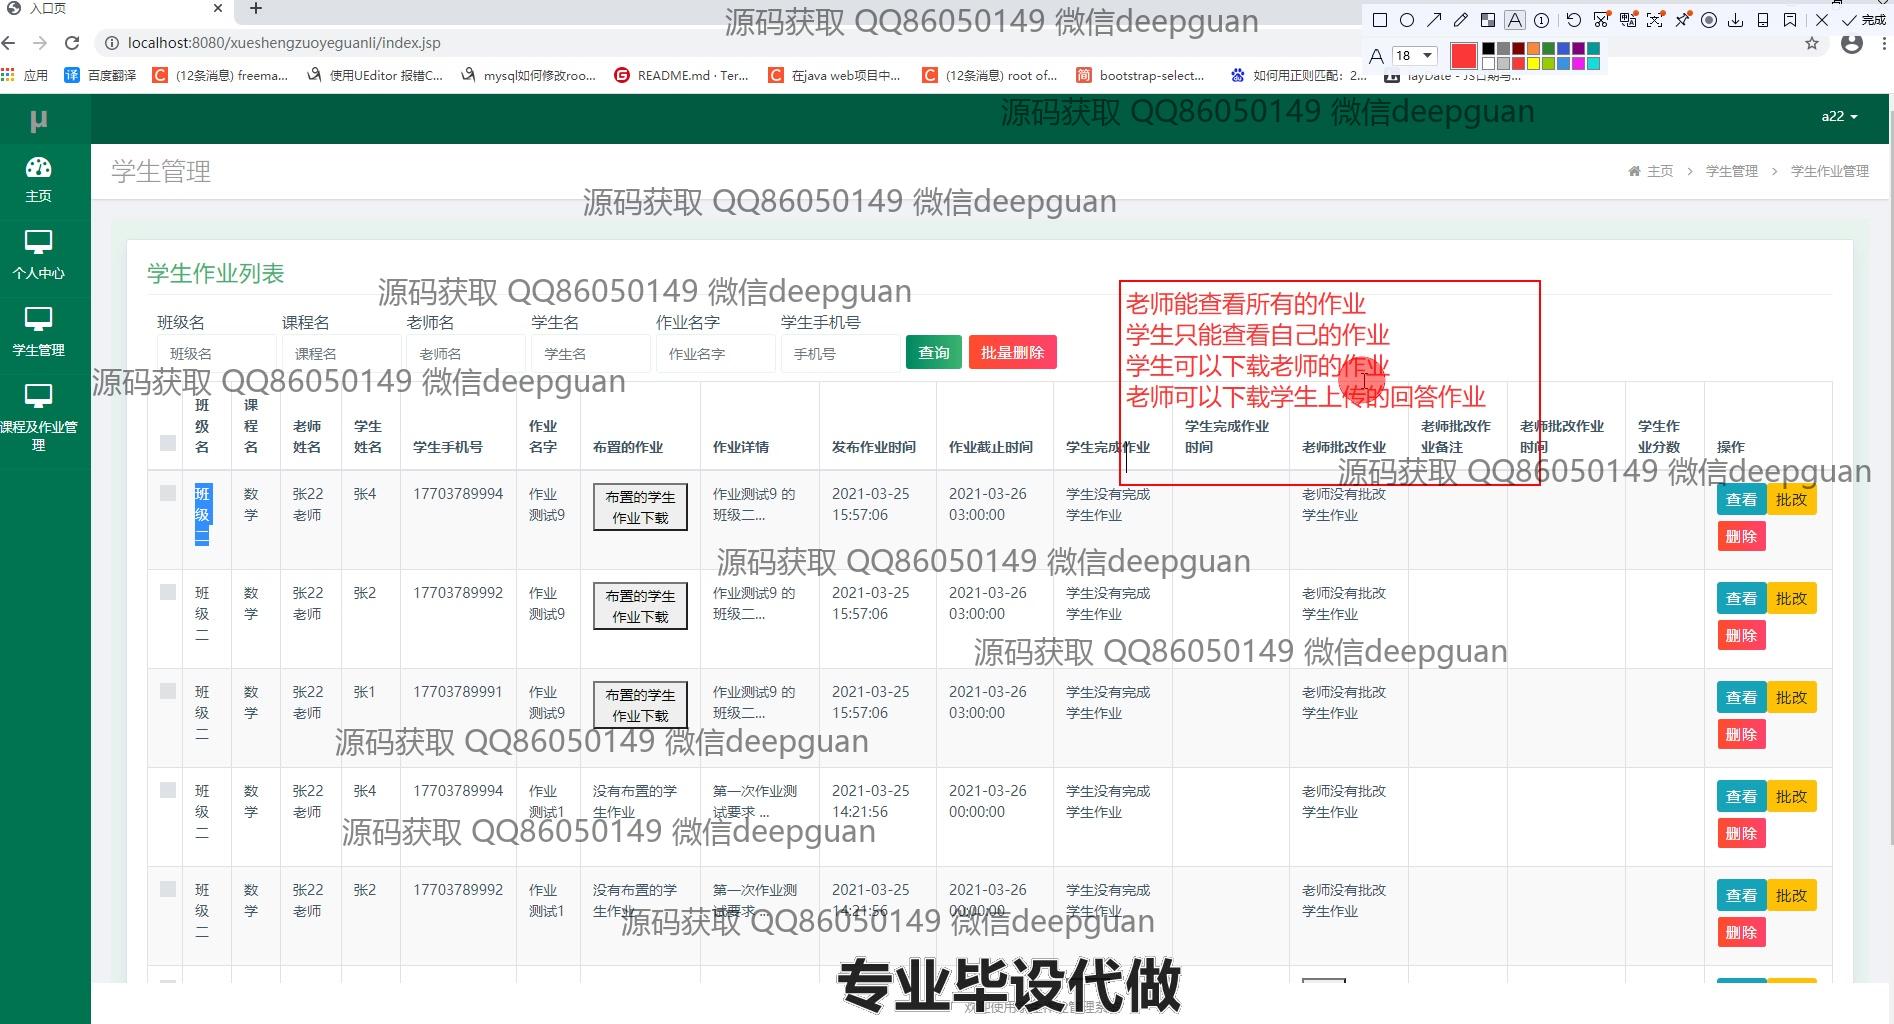 入口页
源码获取 QQ86050149 微信deepguan
完成
localhost:8080/xueshengzuoyeguanli/index.jsp
18
应用
百度翻译
(12条消息) freema...
使用UEditor 报错C...
mysql如何修改roo...
README.md · Ter...
在java web项目中...
(12条消息) root of...
bootstrap-select...
如何用正则匹配：2...
layDate - JS日期与...
源码获取 QQ86050149 微信deepguan
μ
a22
主页
个人中心
学生管理
课程及作业管
理
学生管理
主页 > 学生管理 > 学生作业管理
源码获取 QQ86050149 微信deepguan
学生作业列表
源码获取 QQ86050149 微信deepguan
老师能查看所有的作业
学生只能查看自己的作业
学生可以下载老师的作业
老师可以下载学生上传的回答作业
班级名 课程名 老师名 学生名 作业名字 学生手机号
班级名 课程名 老师名 学生名 作业名字 手机号 查询 批量删除
源码获取 QQ86050149 微信deepguan
班级名 课程名 老师姓名 学生姓名 学生手机号 作业名字 布置的作业 作业详情 发布作业时间 作业截止时间 学生完成作业 学生完成作业时间 老师批改作业 老师批改作业备注 老师批改作业时间 学生作业分数 操作
源码获取 QQ86050149 微信deepguan
班级二 数学 张22老师 张4 17703789994 作业测试9 布置的学生作业下载 作业测试9 的班级二... 2021-03-25 15:57:06 2021-03-26 03:00:00 学生没有完成学生作业 老师没有批改学生作业 查看 批改 删除
源码获取 QQ86050149 微信deepguan
班级二 数学 张22老师 张2 17703789992 作业测试9 布置的学生作业下载 作业测试9 的班级二... 2021-03-25 15:57:06 2021-03-26 03:00:00 学生没有完成学生作业 老师没有批改学生作业 查看 批改 删除
源码获取 QQ86050149 微信deepguan
班级二 数学 张22老师 张1 17703789991 作业测试9 布置的学生作业下载 作业测试9 的班级二... 2021-03-25 15:57:06 2021-03-26 03:00:00 学生没有完成学生作业 老师没有批改学生作业 查看 批改 删除
源码获取 QQ86050149 微信deepguan
班级二 数学 张22老师 张4 17703789994 作业测试1 没有布置的学生作业 第一次作业测试要求 ... 2021-03-25 14:21:56 2021-03-26 00:00:00 学生没有完成学生作业 老师没有批改学生作业 查看 批改 删除
源码获取 QQ86050149 微信deepguan
班级二 数学 张22老师 张2 17703789992 作业测试1 没有布置的学生作业 第一次作业测试要求 ... 2021-03-25 14:21:56 2021-03-26 00:00:00 学生没有完成学生作业 老师没有批改学生作业 查看 批改 删除
源码获取 QQ86050149 微信deepguan
专业毕设代做